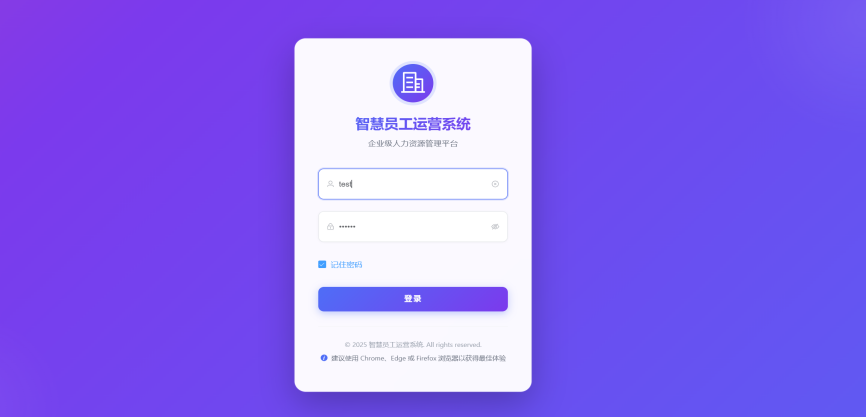 智慧员工运营系统
企业级人力资源管理平台
test
••••••
记住密码
登录
© 2025 智慧员工运营系统. All rights reserved.
建议使用 Chrome、Edge 或 Firefox 浏览器以获得最佳体验